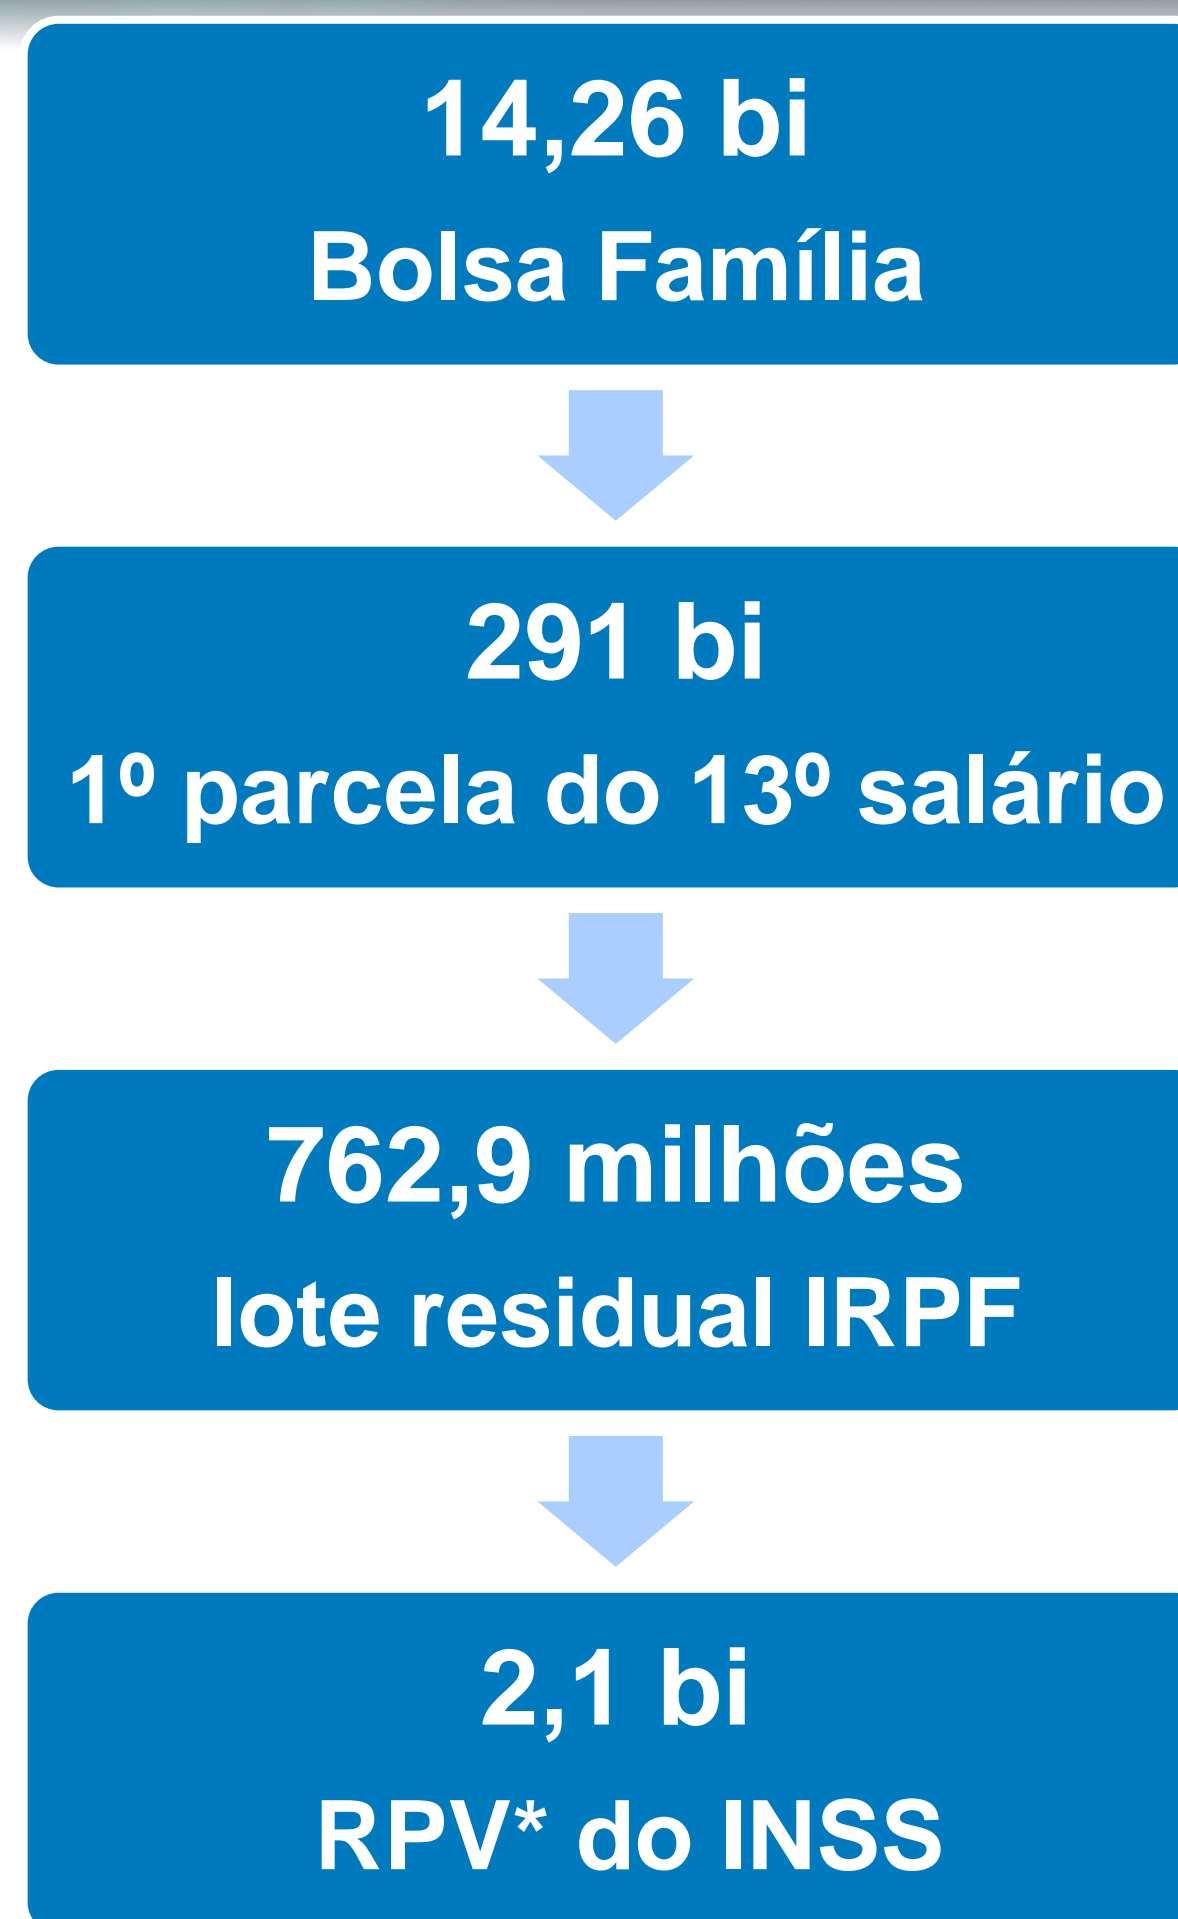 14,26 bi
Bolsa Família
291 bi
1º parcela do 13º salário
762,9 milhões
lote residual IRPF
2,1 bi
RPV* do INSS